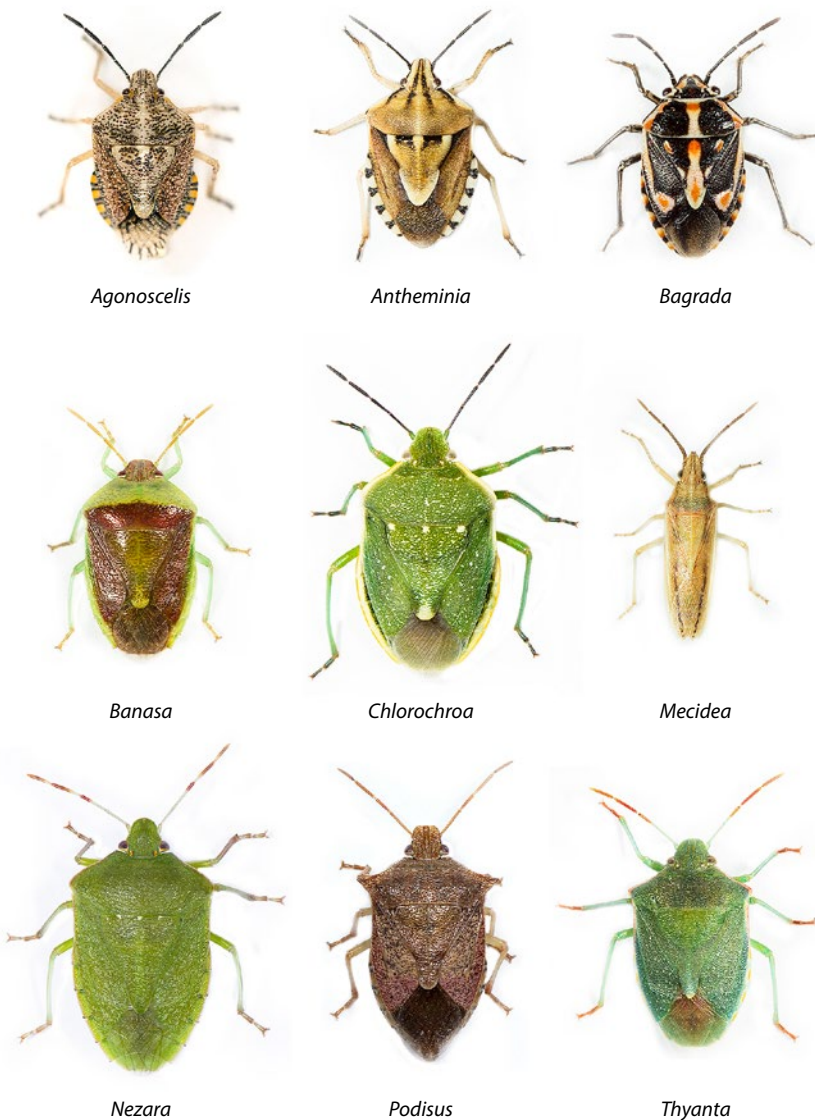 Agonoscelis
Antheminia
Bagrada
Banasa
Chlorochroa
Mecidea
Nezara
Podisus
Thyanta